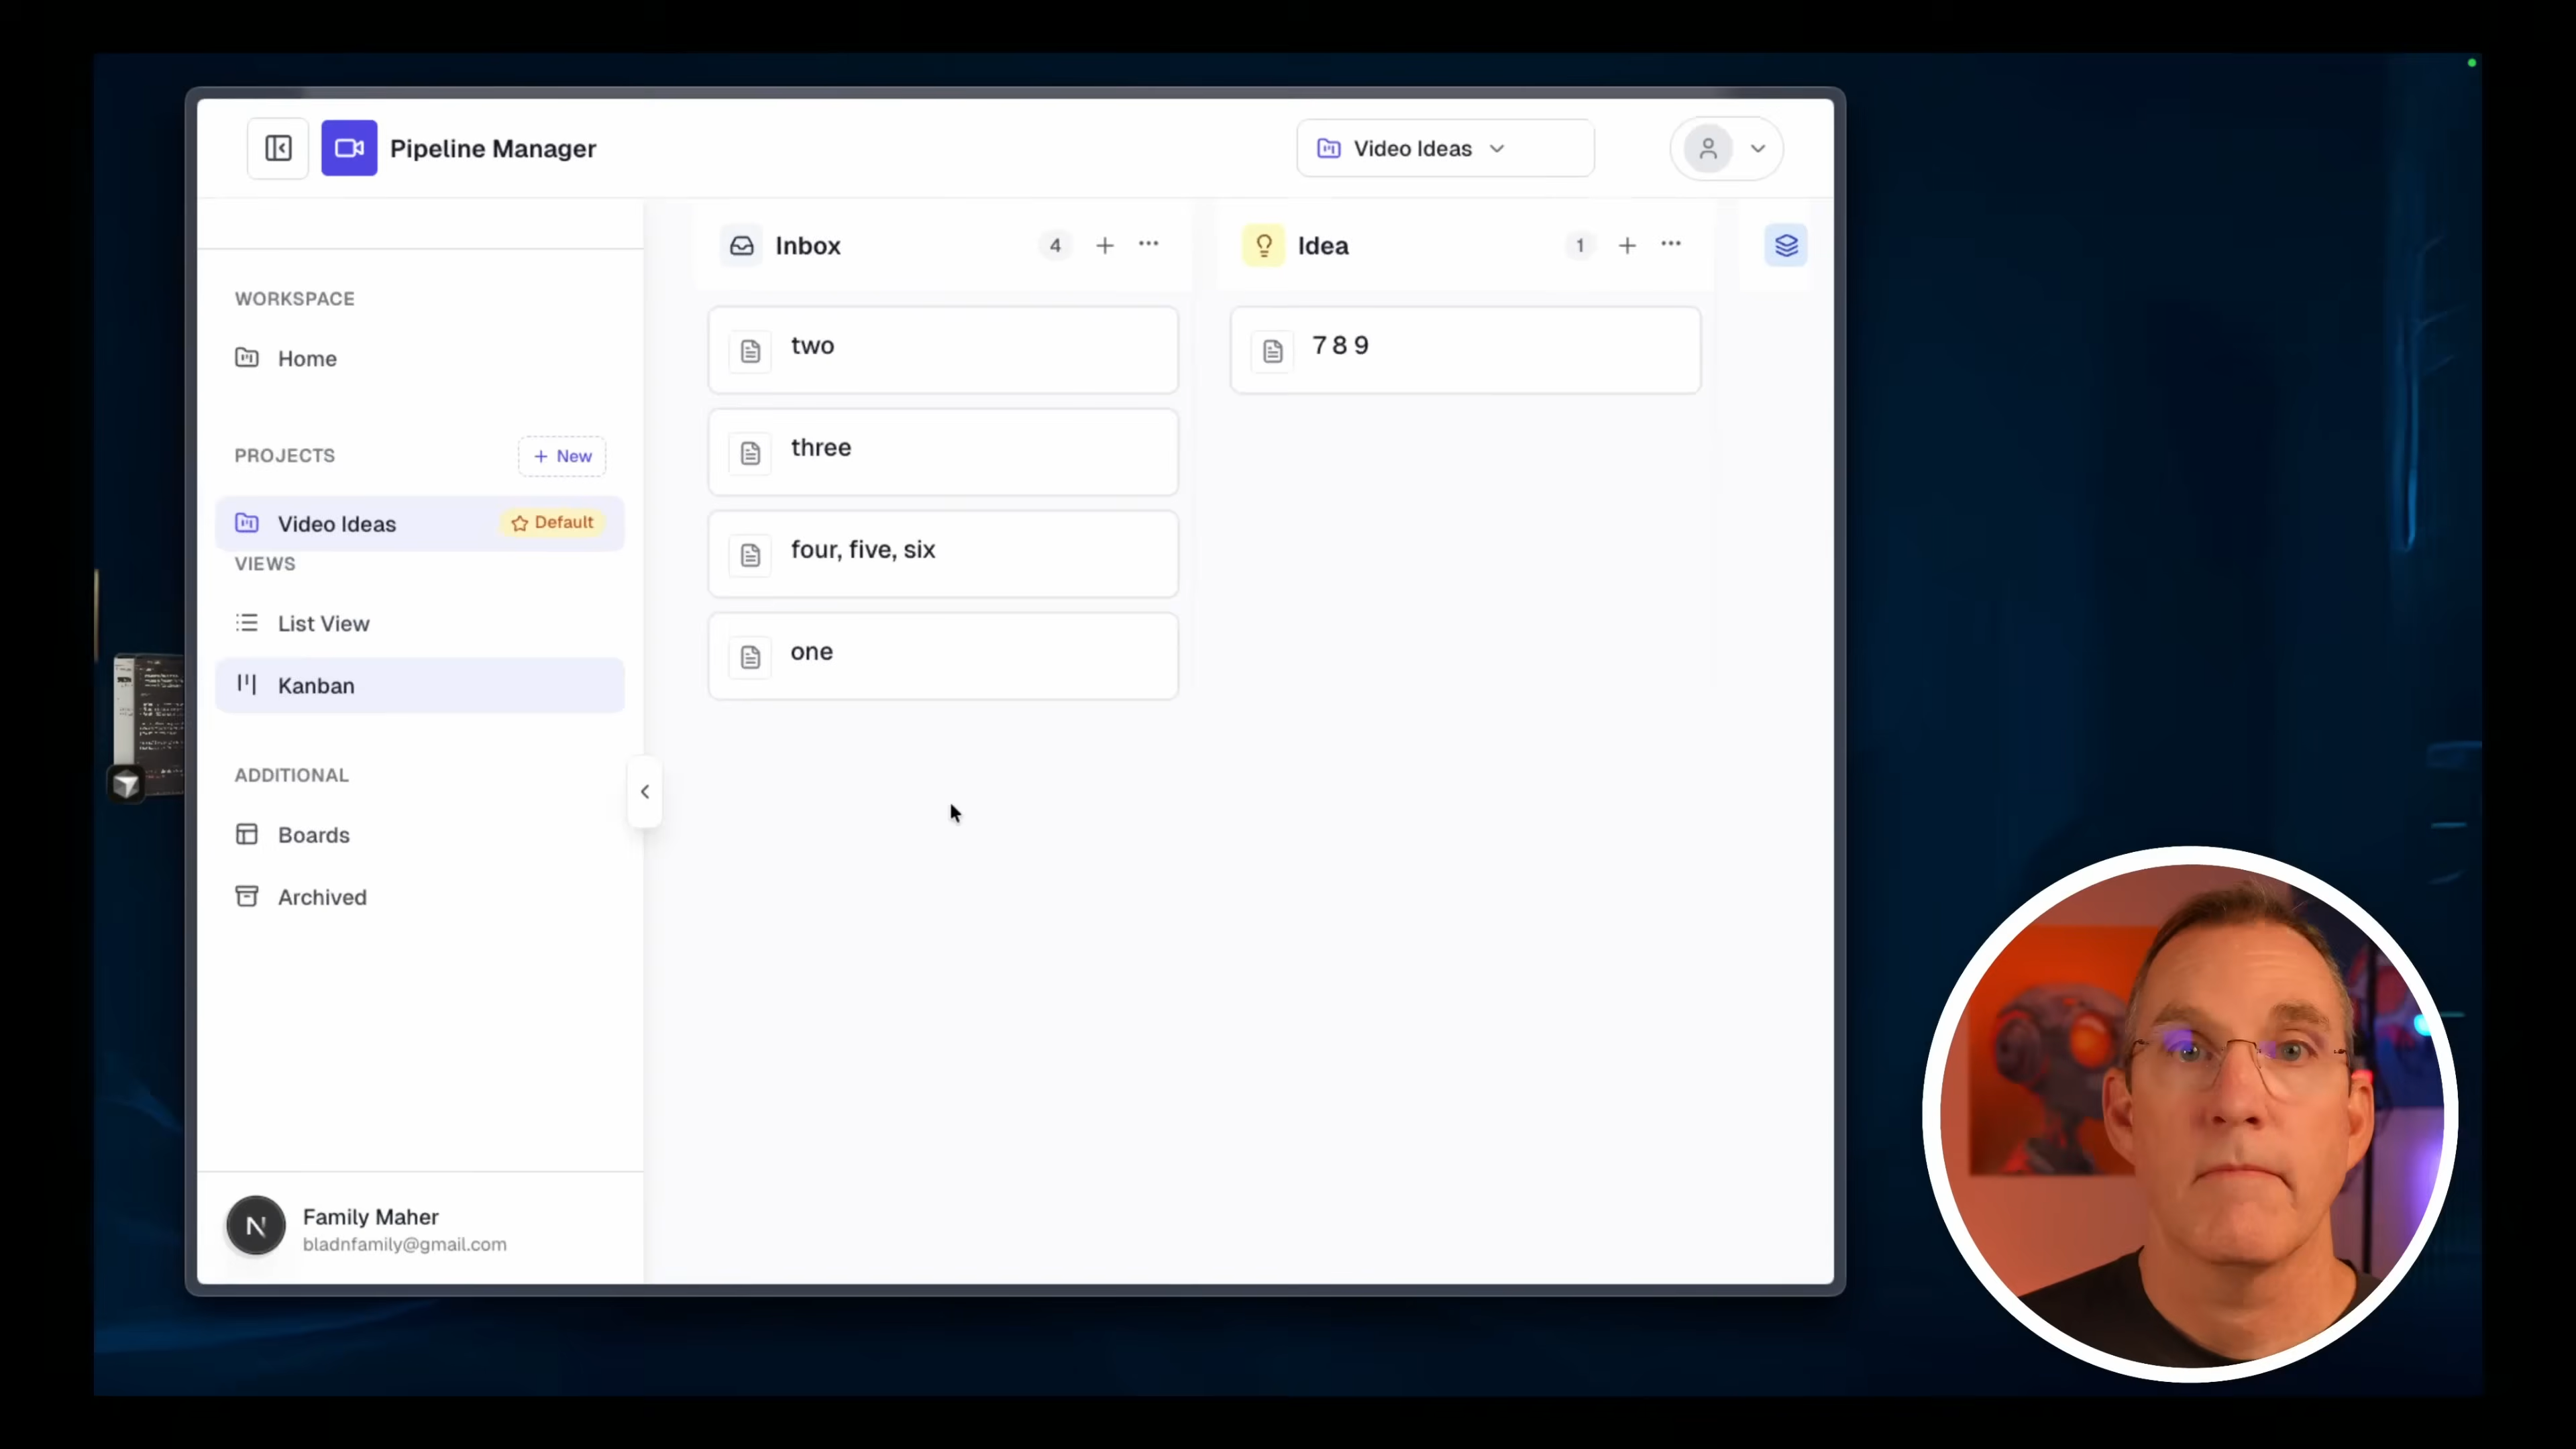 Pipeline Manager
Video Ideas
WORKSPACE
Home
PROJECTS
+ New
Video Ideas
Default
VIEWS
List View
Kanban
ADDITIONAL
Boards
Archived
Family Maher
bladnfamily@gmail.com
Inbox
4
two
three
four, five, six
one
Idea
1
7 8 9